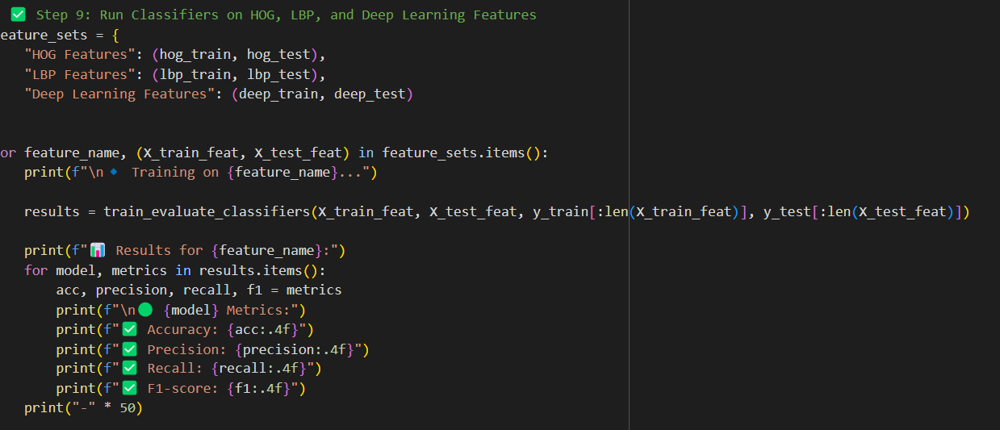 ✅ Step 9: Run Classifiers on HOG, LBP, and Deep Learning Features
eature_sets = {
"HOG Features": (hog_train, hog_test),
"LBP Features": (lbp_train, lbp_test),
"Deep Learning Features": (deep_train, deep_test)
or feature_name, (X_train_feat, X_test_feat) in feature_sets.items():
print(f"\n🔹 Training on {feature_name}...")
results = train_evaluate_classifiers(X_train_feat, X_test_feat, y_train[:len(X_train_feat)], y_test[:len(X_test_feat)])
print(f"📊 Results for {feature_name}:")
for model, metrics in results.items():
acc, precision, recall, f1 = metrics
print(f"\n🟢 {model} Metrics:")
print(f"✅ Accuracy: {acc:.4f}")
print(f"✅ Precision: {precision:.4f}")
print(f"✅ Recall: {recall:.4f}")
print(f"✅ F1-score: {f1:.4f}")
print("-" * 50)